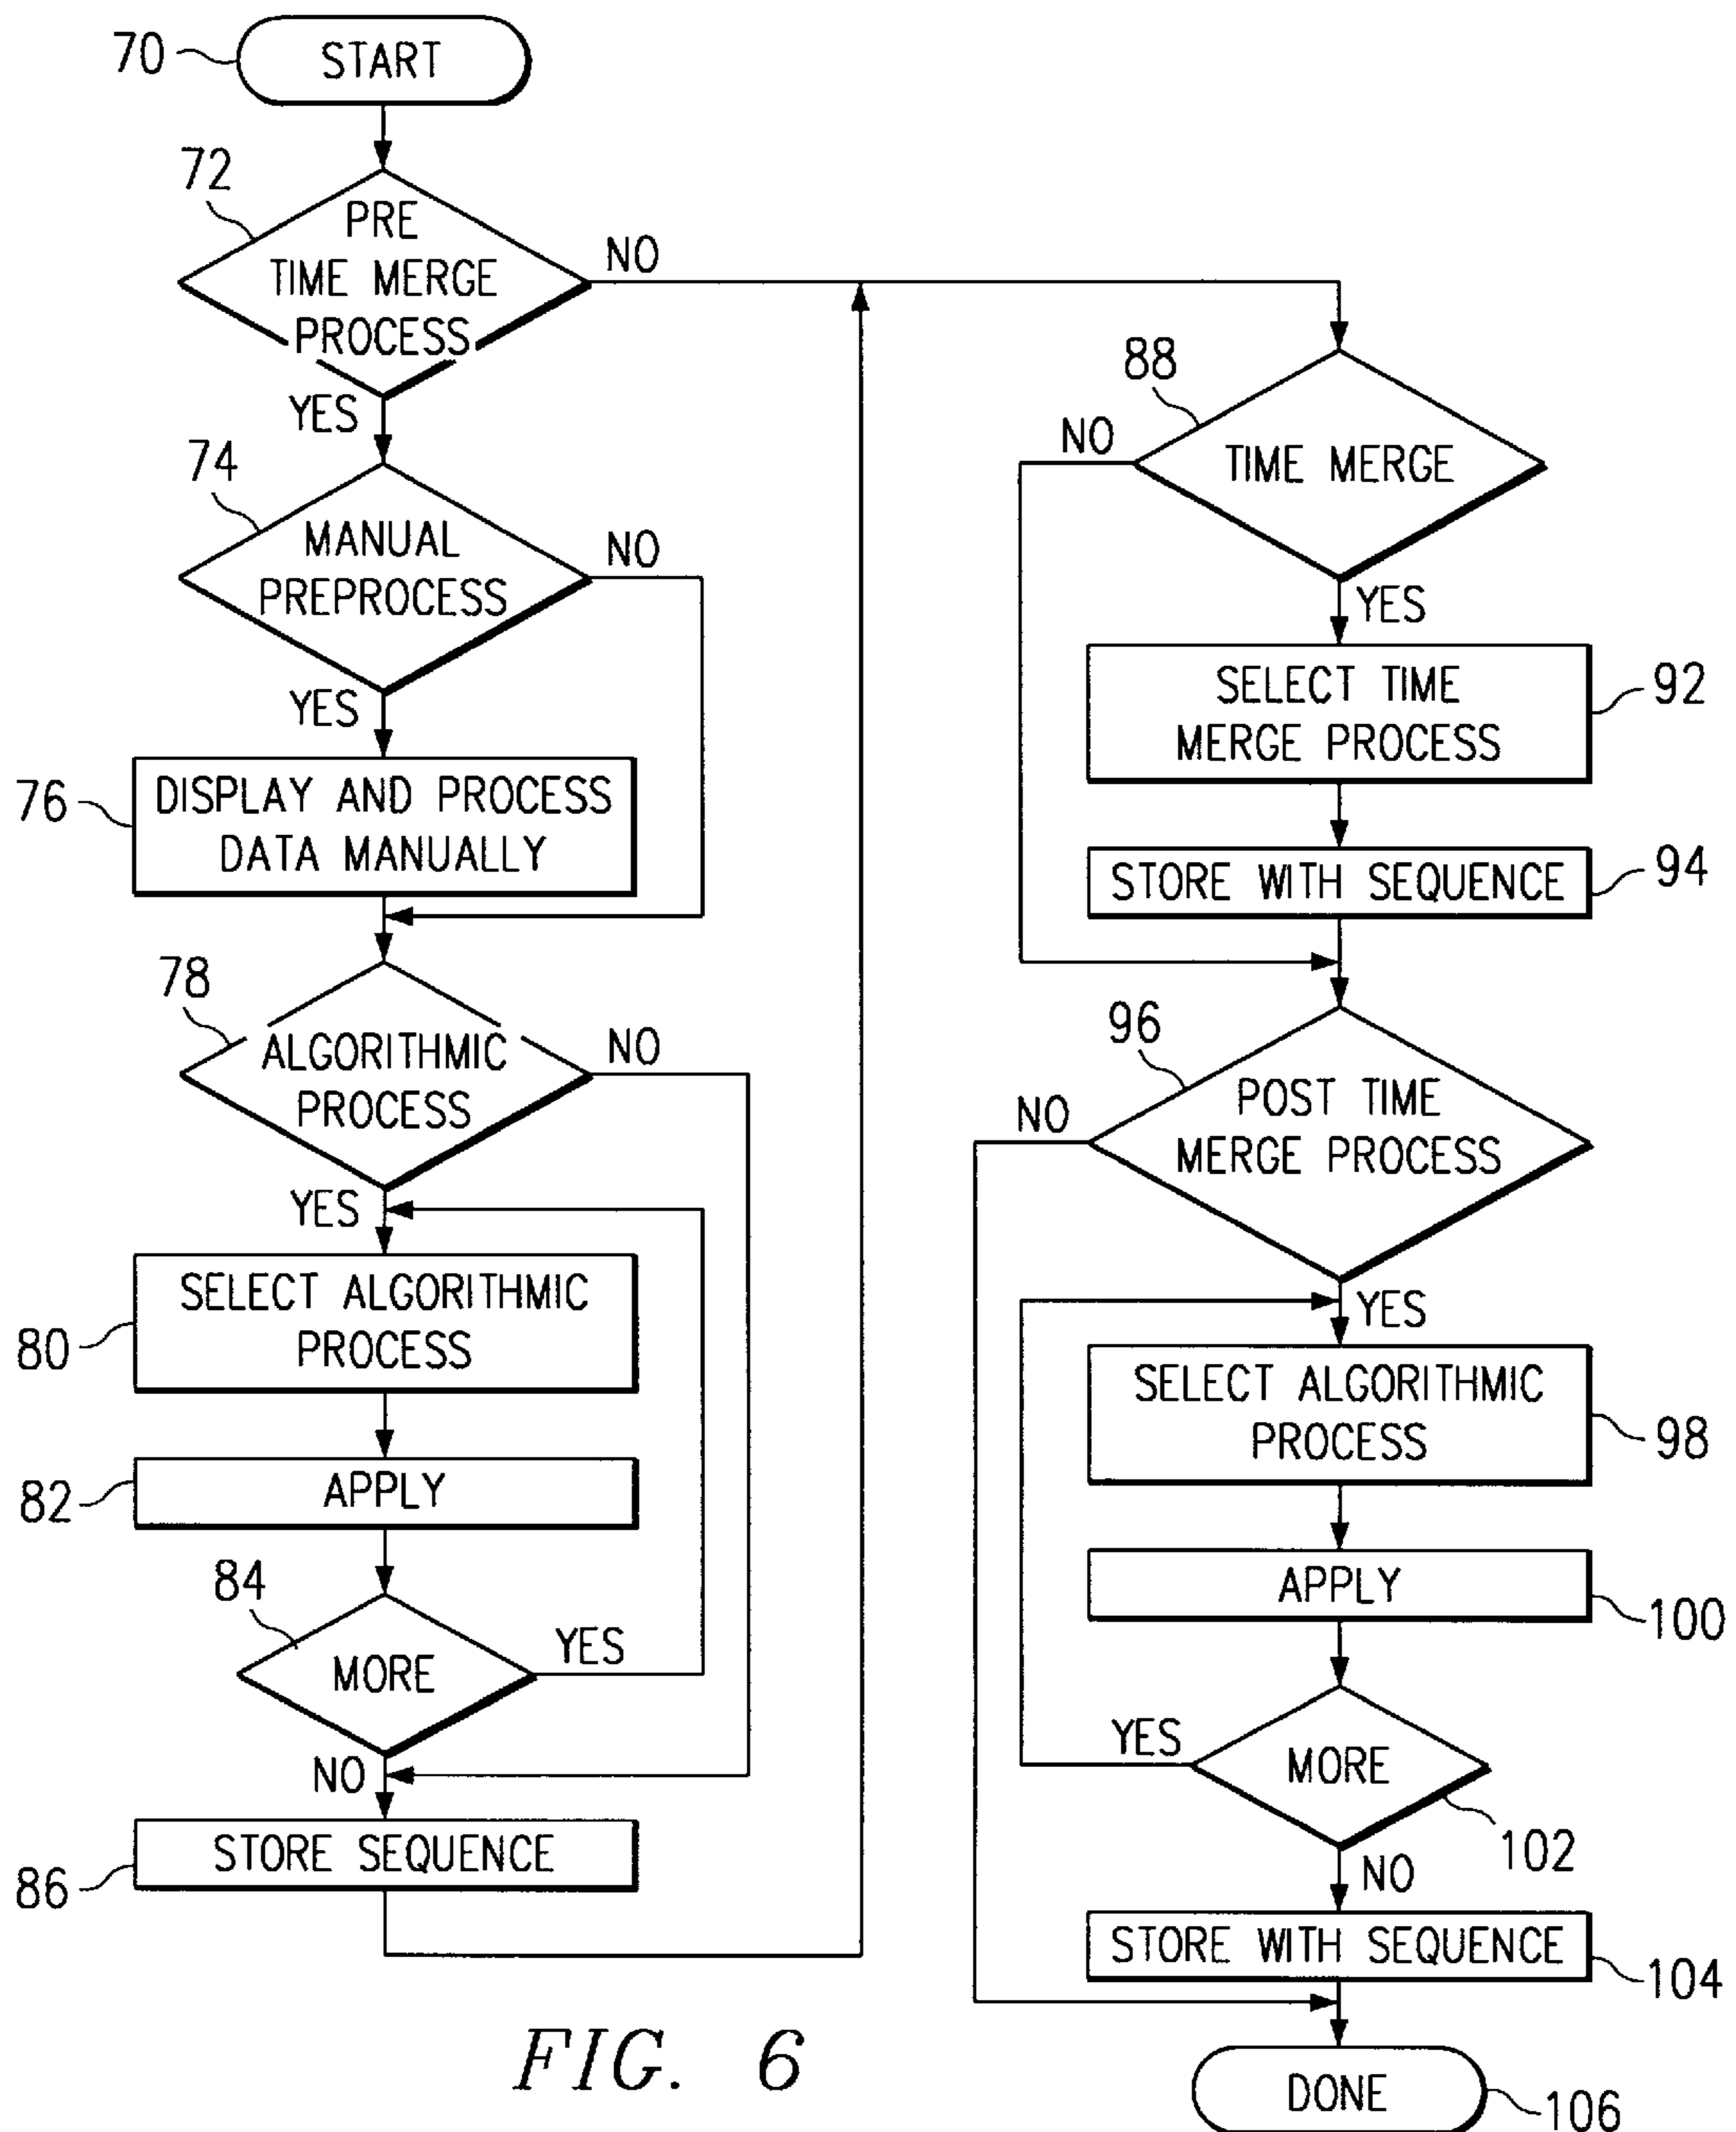 70
START
72
PRE
TIME MERGE
PROCESS
NO
YES
74
MANUAL
PREPROCESS
NO
YES
76
DISPLAY AND PROCESS
DATA MANUALLY
78
ALGORITHMIC
PROCESS
NO
YES
80
SELECT ALGORITHMIC
PROCESS
82
APPLY
84
MORE
YES
NO
86
STORE SEQUENCE
88
TIME MERGE
NO
YES
SELECT TIME
MERGE PROCESS
92
STORE WITH SEQUENCE
94
96
POST TIME
MERGE PROCESS
NO
YES
SELECT ALGORITHMIC
PROCESS
98
APPLY
100
MORE
YES
102
NO
STORE WITH SEQUENCE
104
DONE
106
FIG. 6